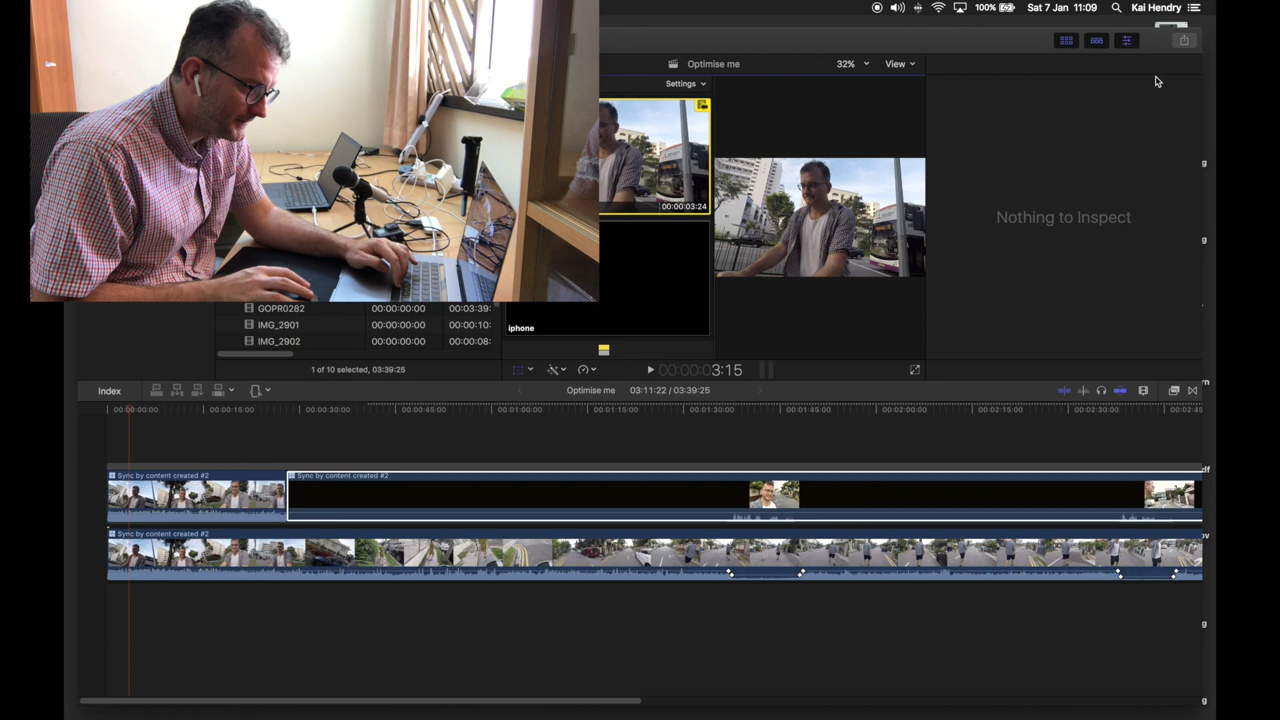 100%
Sat 7 Jan 11:09
Kai Hendry
Optimise me
32%
View
Settings
00:00:03:24
Nothing to Inspect
iphone
GOPR0282 00:00:00:00 00:03:39:
IMG_2901 00:00:00:00 00:00:10:
IMG_2902 00:00:00:00 00:00:08:
1 of 10 selected, 03:39:25
00:00:00:03:15
Index
Optimise me 03:11:22 / 03:39:25
00:00:00:00 00:00:15:00 00:00:30:00 00:00:45:00 00:01:00:00 00:01:15:00 00:01:30:00 00:01:45:00 00:02:00:00 00:02:15:00 00:02:30:00 00:02:45
Sync by content created #2
Sync by content created #2
Sync by content created #2
g
g
rn
df
ov
g
g